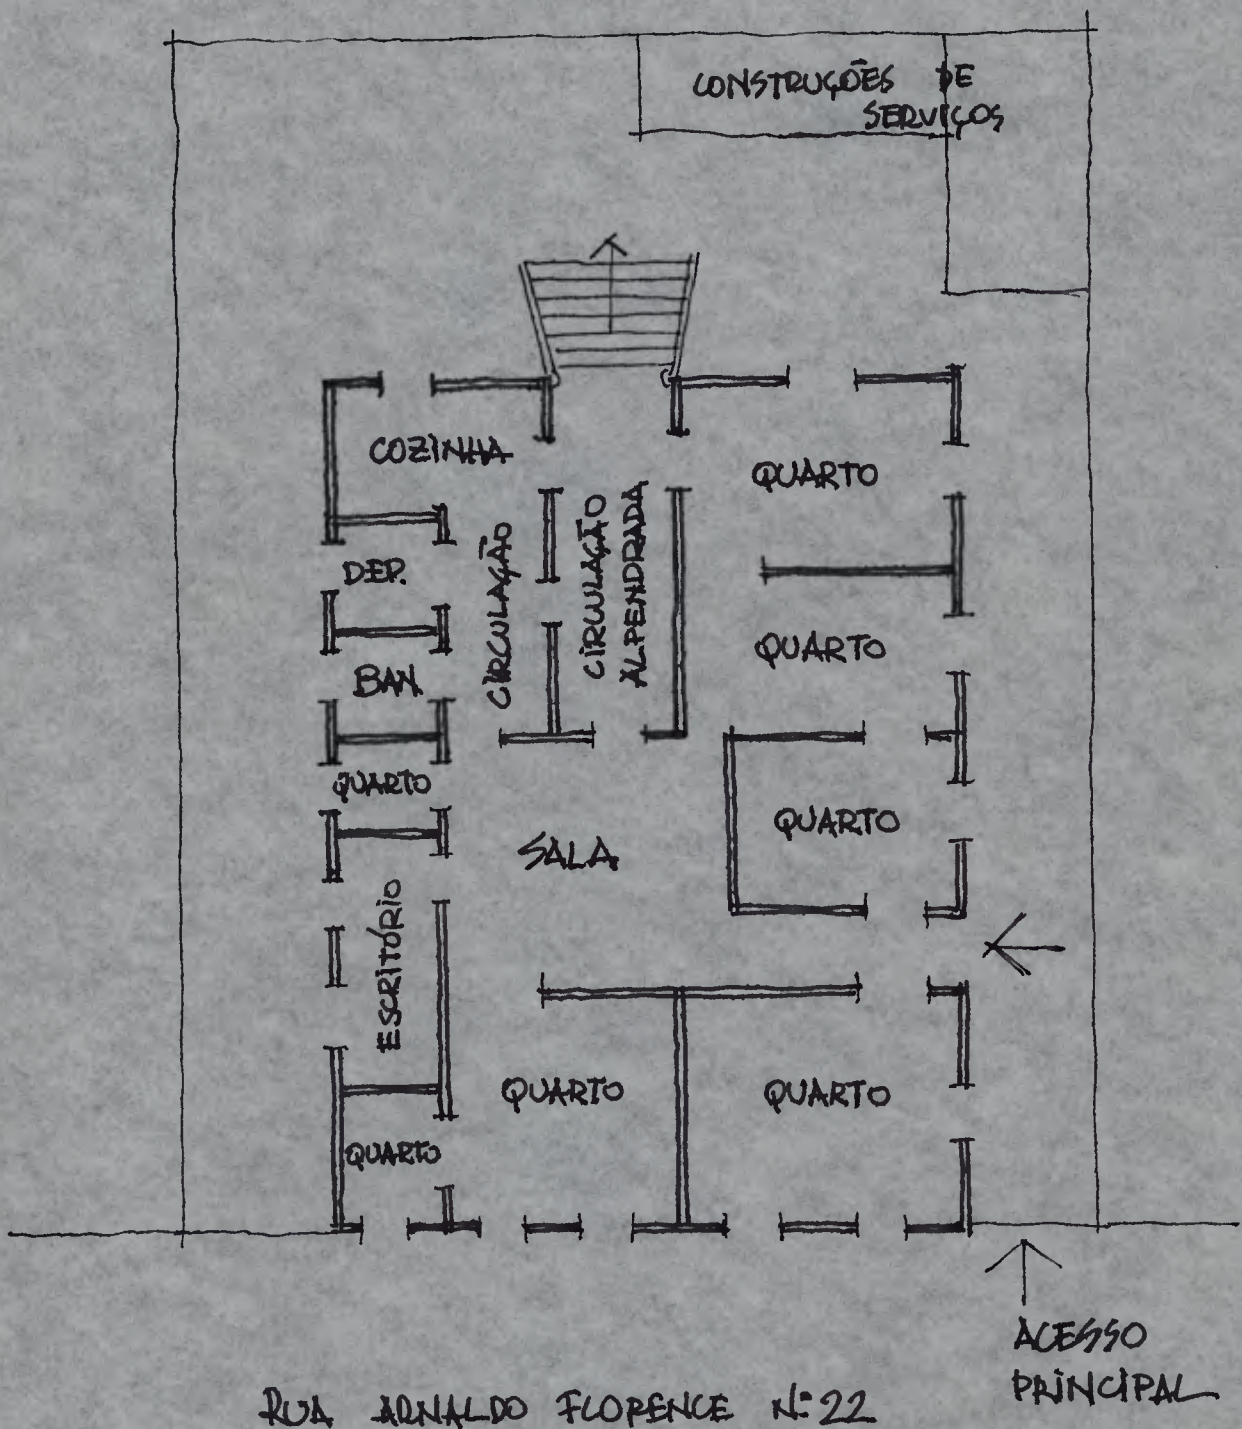 CONSTRUÇÕES DE
SERVIÇOS
COZINHA
QUARTO
DEP.
CIRCULAÇÃO
CIRCULAÇÃO
ALPENDRADA
QUARTO
BAN.
QUARTO
QUARTO
SALA
ESCRITÓRIO
QUARTO
QUARTO
QUARTO
ACESSO
PRINCIPAL
RUA ARNALDO FLORENCE Nº 22